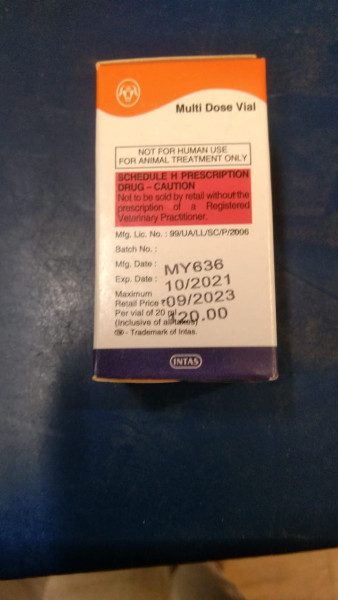 Multi Dose Vial
NOT FOR HUMAN USE
FOR ANIMAL TREATMENT ONLY
SCHEDULE H PRESCRIPTION
DRUG – CAUTION
Not to be sold by retail without the
prescription of a Registered
Veterinary Practitioner.
Mfg. Lic. No. : 99/UA/LL/SC/P/2006
Batch No. :
MY636
Mfg. Date :
10/2021
Exp. Date :
09/2023
Maximum
Retail Price ₹
120.00
Per vial of 20 ml
(Inclusive of all taxes)
- Trademark of Intas.
INTAS